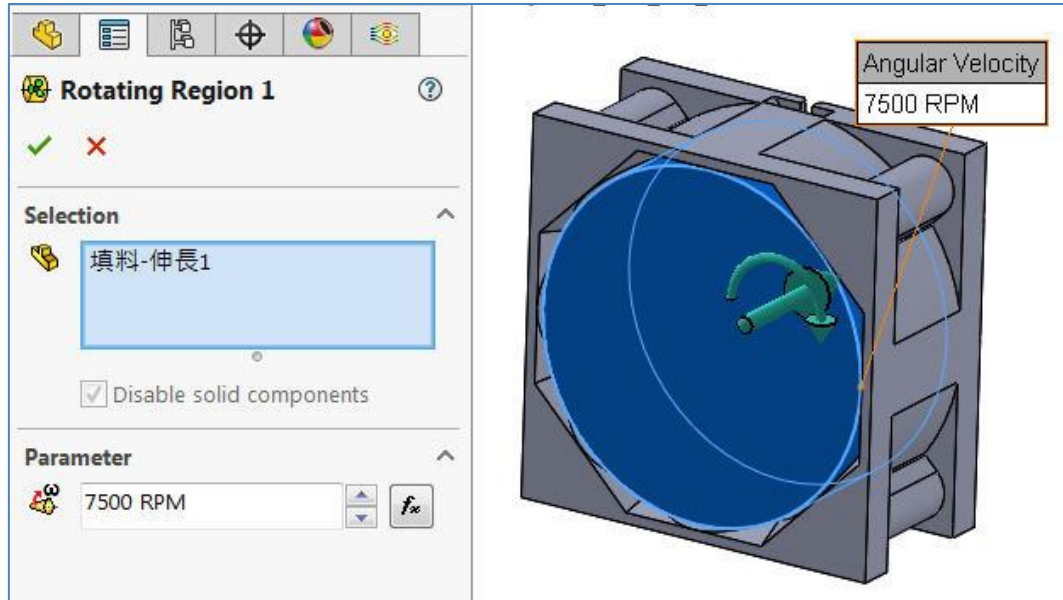 Rotating Region 1
Selection
填料-伸長1
Disable solid components
Parameter
7500 RPM
Angular Velocity
7500 RPM